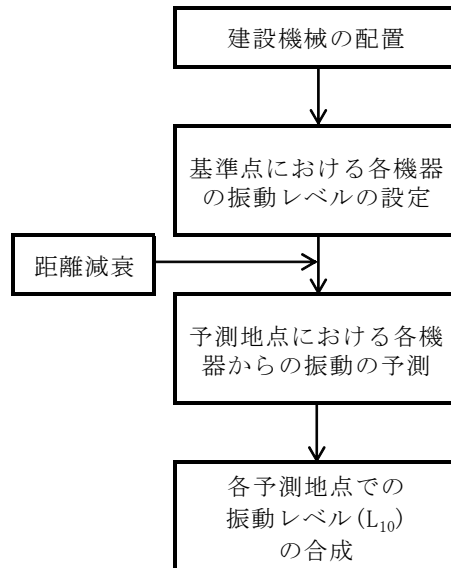 建設機械の配置
基準点における各機器
の振動レベルの設定
距離減衰
予測地点における各機
器からの振動の予測
各予測地点での
振動レベル(L₁₀)
の合成